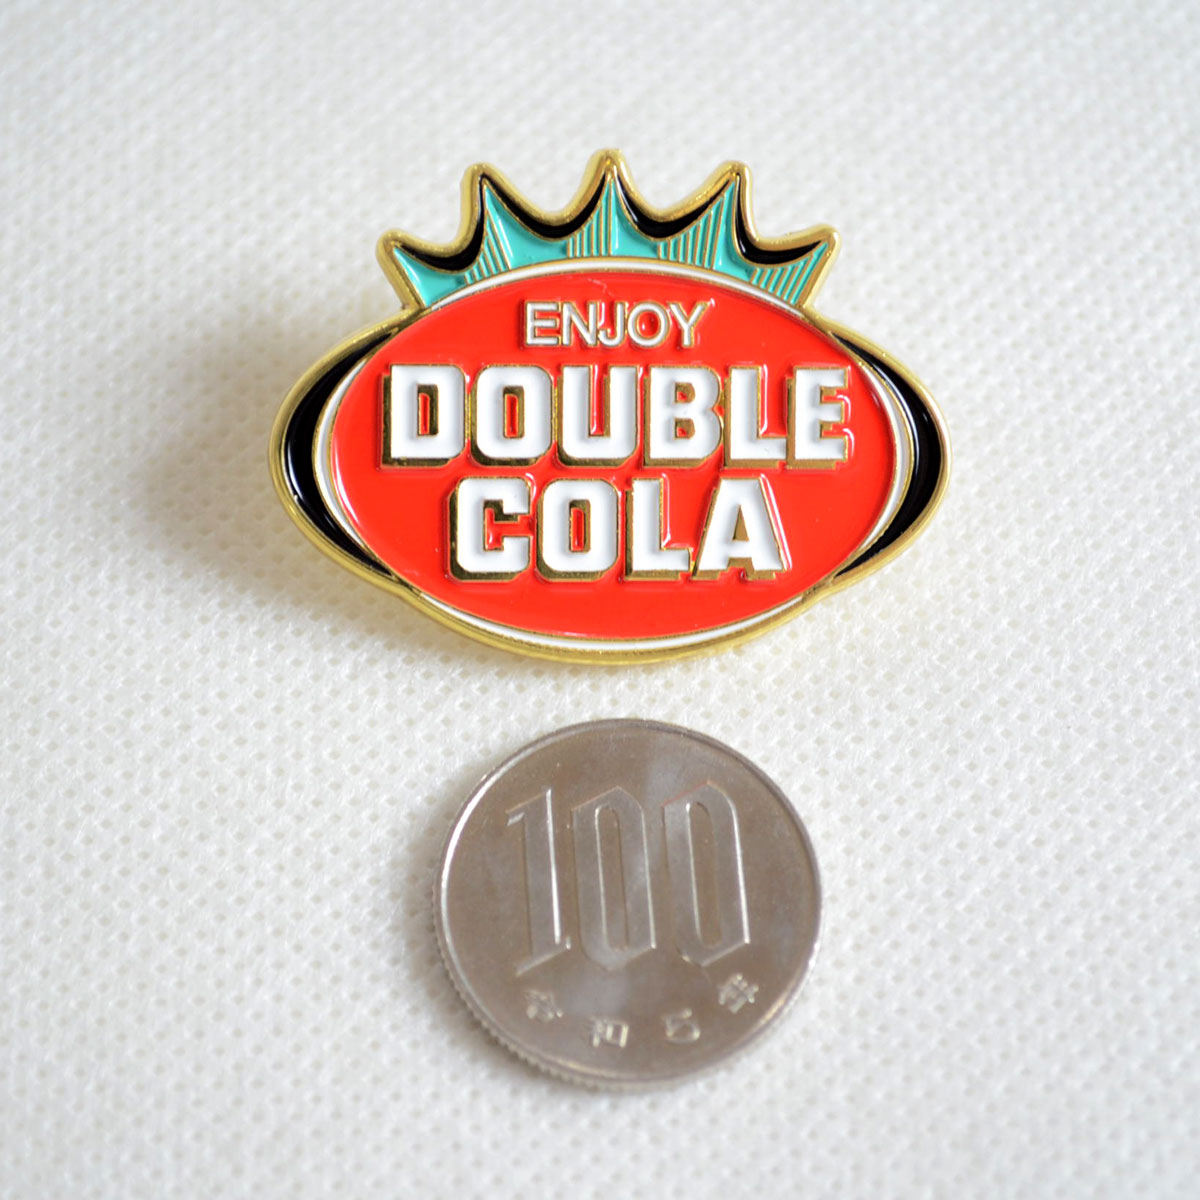 ENJOY
DOUBLE
COLA
100
令和5年